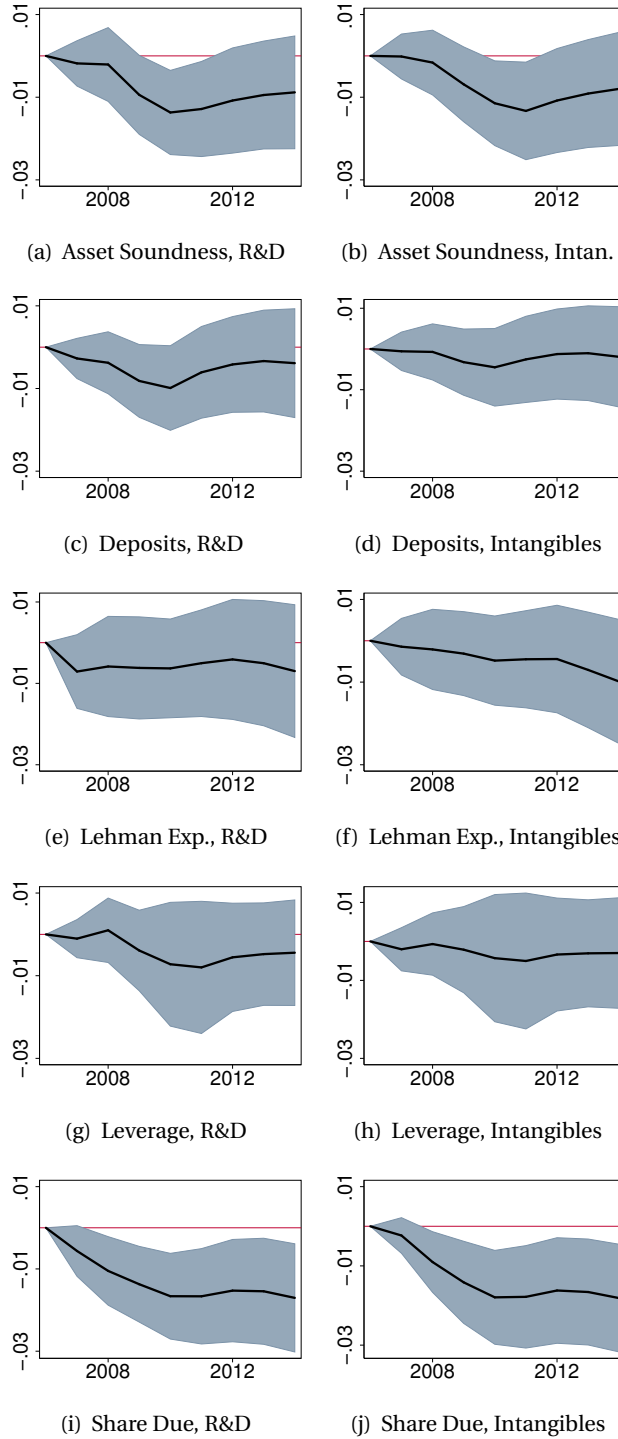 .01 .01
-.01 -.01
-.03 -.03
2008 2012 2008 2012
(a) Asset Soundness, R&D (b) Asset Soundness, Intan.
.01 .01
-.01 -.01
-.03 -.03
2008 2012 2008 2012
(c) Deposits, R&D (d) Deposits, Intangibles
.01 .01
-.01 -.01
-.03 -.03
2008 2012 2008 2012
(e) Lehman Exp., R&D (f) Lehman Exp., Intangibles
.01 .01
-.01 -.01
-.03 -.03
2008 2012 2008 2012
(g) Leverage, R&D (h) Leverage, Intangibles
.01 .01
-.01 -.01
-.03 -.03
2008 2012 2008 2012
(i) Share Due, R&D (j) Share Due, Intangibles